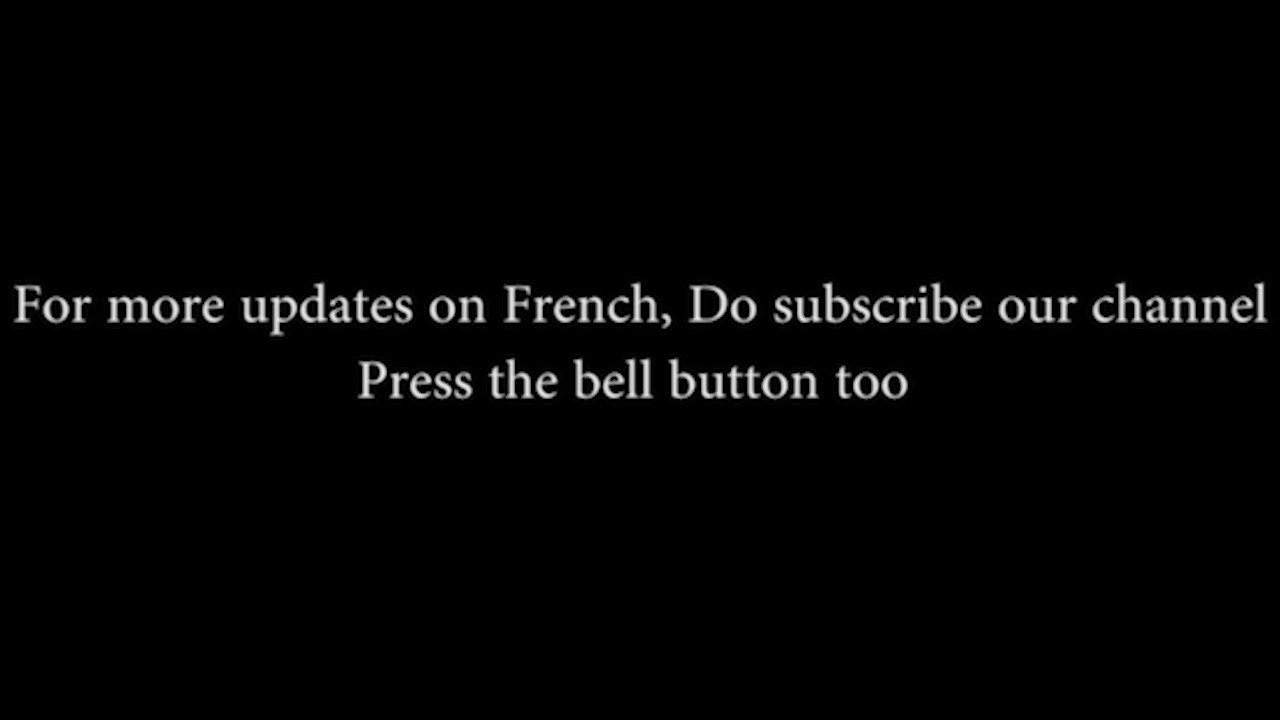 For more updates on French, Do subscribe our channel
Press the bell button too